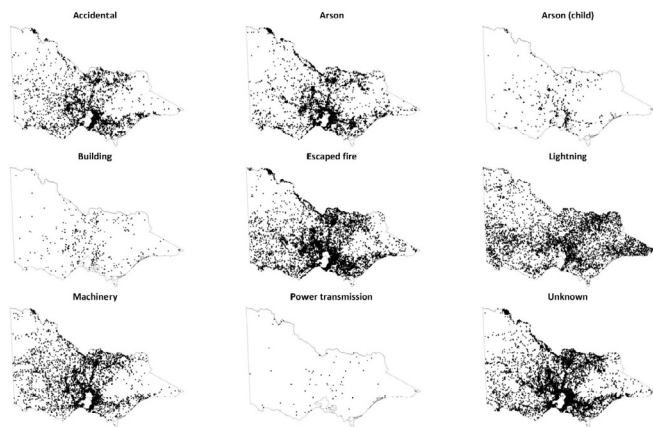 Accidental
Arson
Arson (child)
Building
Escaped fire
Lightning
Machinery
Power transmission
Unknown